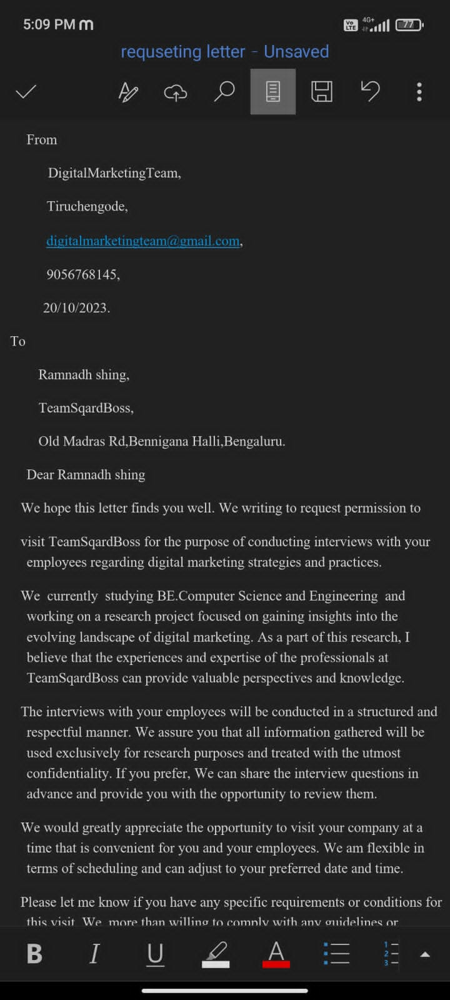 5:09 PM m
Vo LTE 4G+ 77
requseting letter - Unsaved
From
DigitalMarketingTeam,
Tiruchengode,
digitalmarketingteam@gmail.com,
9056768145,
20/10/2023.
To
Ramnadh shing,
TeamSqardBoss,
Old Madras Rd,Bennigana Halli,Bengaluru.
Dear Ramnadh shing
We hope this letter finds you well. We writing to request permission to
visit TeamSqardBoss for the purpose of conducting interviews with your
employees regarding digital marketing strategies and practices.
We currently studying BE.Computer Science and Engineering and
working on a research project focused on gaining insights into the
evolving landscape of digital marketing. As a part of this research, I
believe that the experiences and expertise of the professionals at
TeamSqardBoss can provide valuable perspectives and knowledge.
The interviews with your employees will be conducted in a structured and
respectful manner. We assure you that all information gathered will be
used exclusively for research purposes and treated with the utmost
confidentiality. If you prefer, We can share the interview questions in
advance and provide you with the opportunity to review them.
We would greatly appreciate the opportunity to visit your company at a
time that is convenient for you and your employees. We am flexible in
terms of scheduling and can adjust to your preferred date and time.
Please let me know if you have any specific requirements or conditions for
this visit. We more than willing to comply with any guidelines or
B I U A 1 2 3